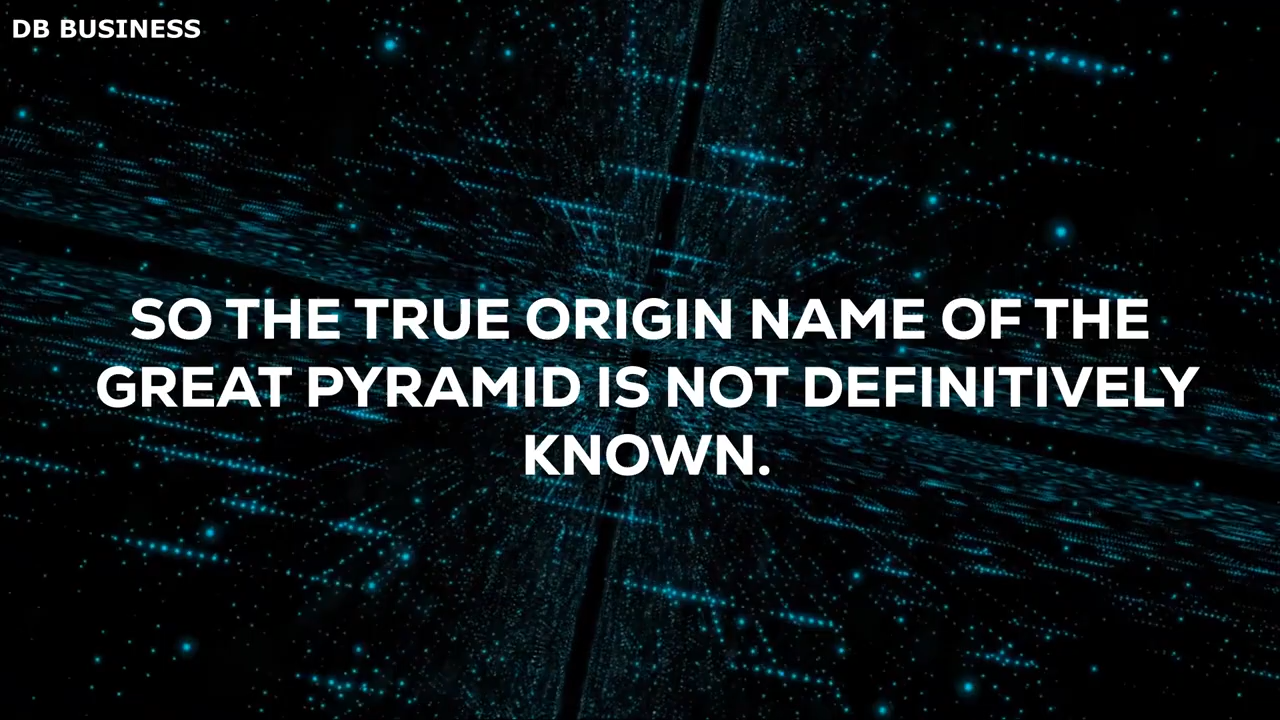 DB BUSINESS
SO THE TRUE ORIGIN NAME OF THE
GREAT PYRAMID IS NOT DEFINITIVELY
KNOWN.